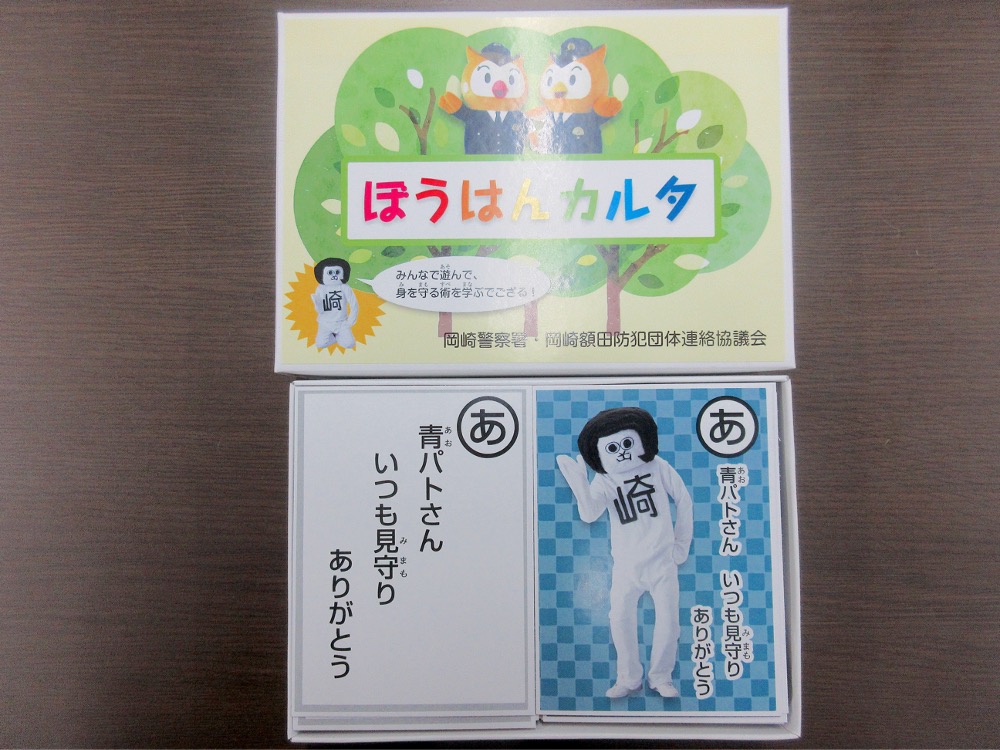 ぼうはんカルタ
みんなで遊んで、
身を守る術を学ぶでござる！
崎
岡崎警察署・岡崎額田防犯団体連絡協議会
あ
青パトさん
いつも見守り
ありがとう
あ
青パトさん　いつも見守り
ありがとう
崎